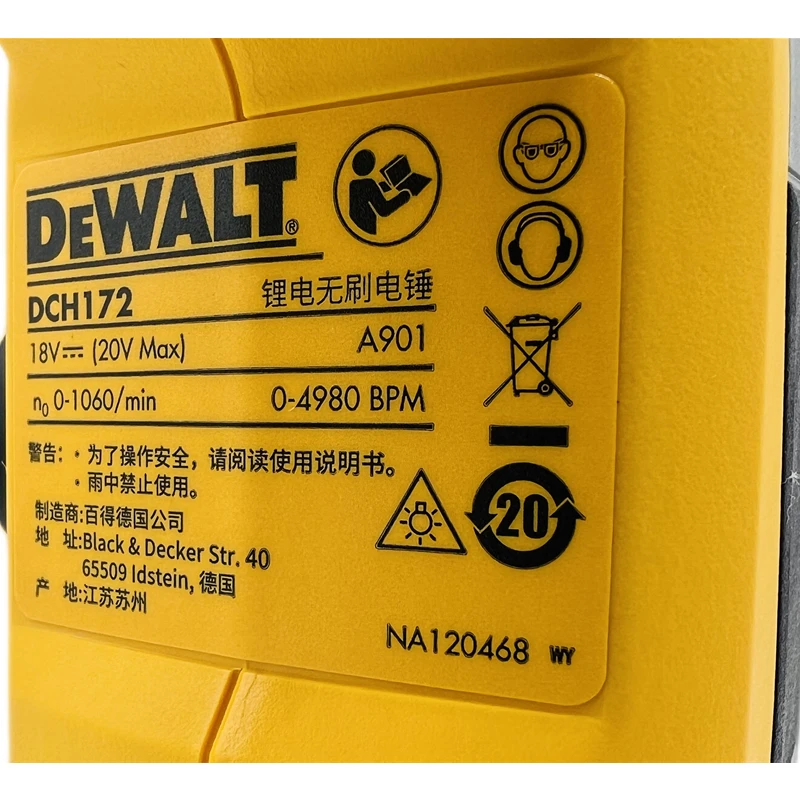 DEWALT®
DCH172 锂电无刷电锤
18V⎓ (20V Max) A901
n₀ 0-1060/min 0-4980 BPM
警告: · 为了操作安全，请阅读使用说明书。
· 雨中禁止使用。
制造商:百得德国公司
地 址:Black & Decker Str. 40
65509 Idstein, 德国
产 地:江苏苏州
20
NA120468 WY